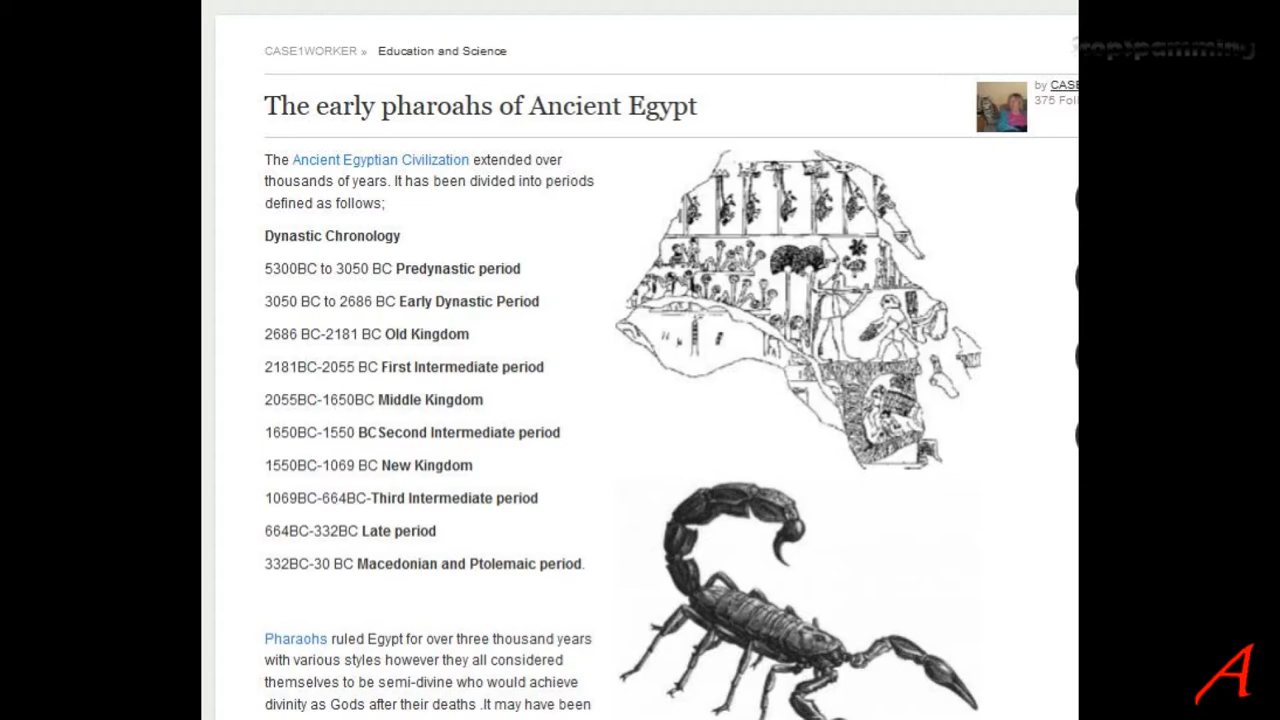 CASE1WORKER » Education and Science
The early pharoahs of Ancient Egypt
by CASE
375 Foll
The Ancient Egyptian Civilization extended over
thousands of years. It has been divided into periods
defined as follows;
Dynastic Chronology
5300BC to 3050 BC Predynastic period
3050 BC to 2686 BC Early Dynastic Period
2686 BC-2181 BC Old Kingdom
2181BC-2055 BC First Intermediate period
2055BC-1650BC Middle Kingdom
1650BC-1550 BCSecond Intermediate period
1550BC-1069 BC New Kingdom
1069BC-664BC-Third Intermediate period
664BC-332BC Late period
332BC-30 BC Macedonian and Ptolemaic period.
Pharaohs ruled Egypt for over three thousand years
with various styles however they all considered
themselves to be semi-divine who would achieve
divinity as Gods after their deaths .It may have been
A